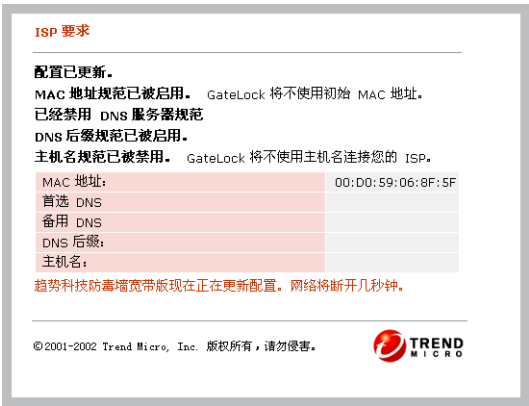 ISP 要求
配置已更新。
MAC 地址规范已被启用。 GateLock 将不使用初始 MAC 地址。
已经禁用 DNS 服务器规范
DNS 后缀规范已被启用。
主机名规范已被禁用。 GateLock 将不使用主机名连接您的 ISP。
MAC 地址: 00:D0:59:06:8F:5F
首选 DNS
备用 DNS
DNS 后缀:
主机名:
趋势科技防毒墙宽带版现在正在更新配置。网络将断开几秒钟。
©2001-2002 Trend Micro, Inc. 版权所有，请勿侵害。
TREND
MICRO